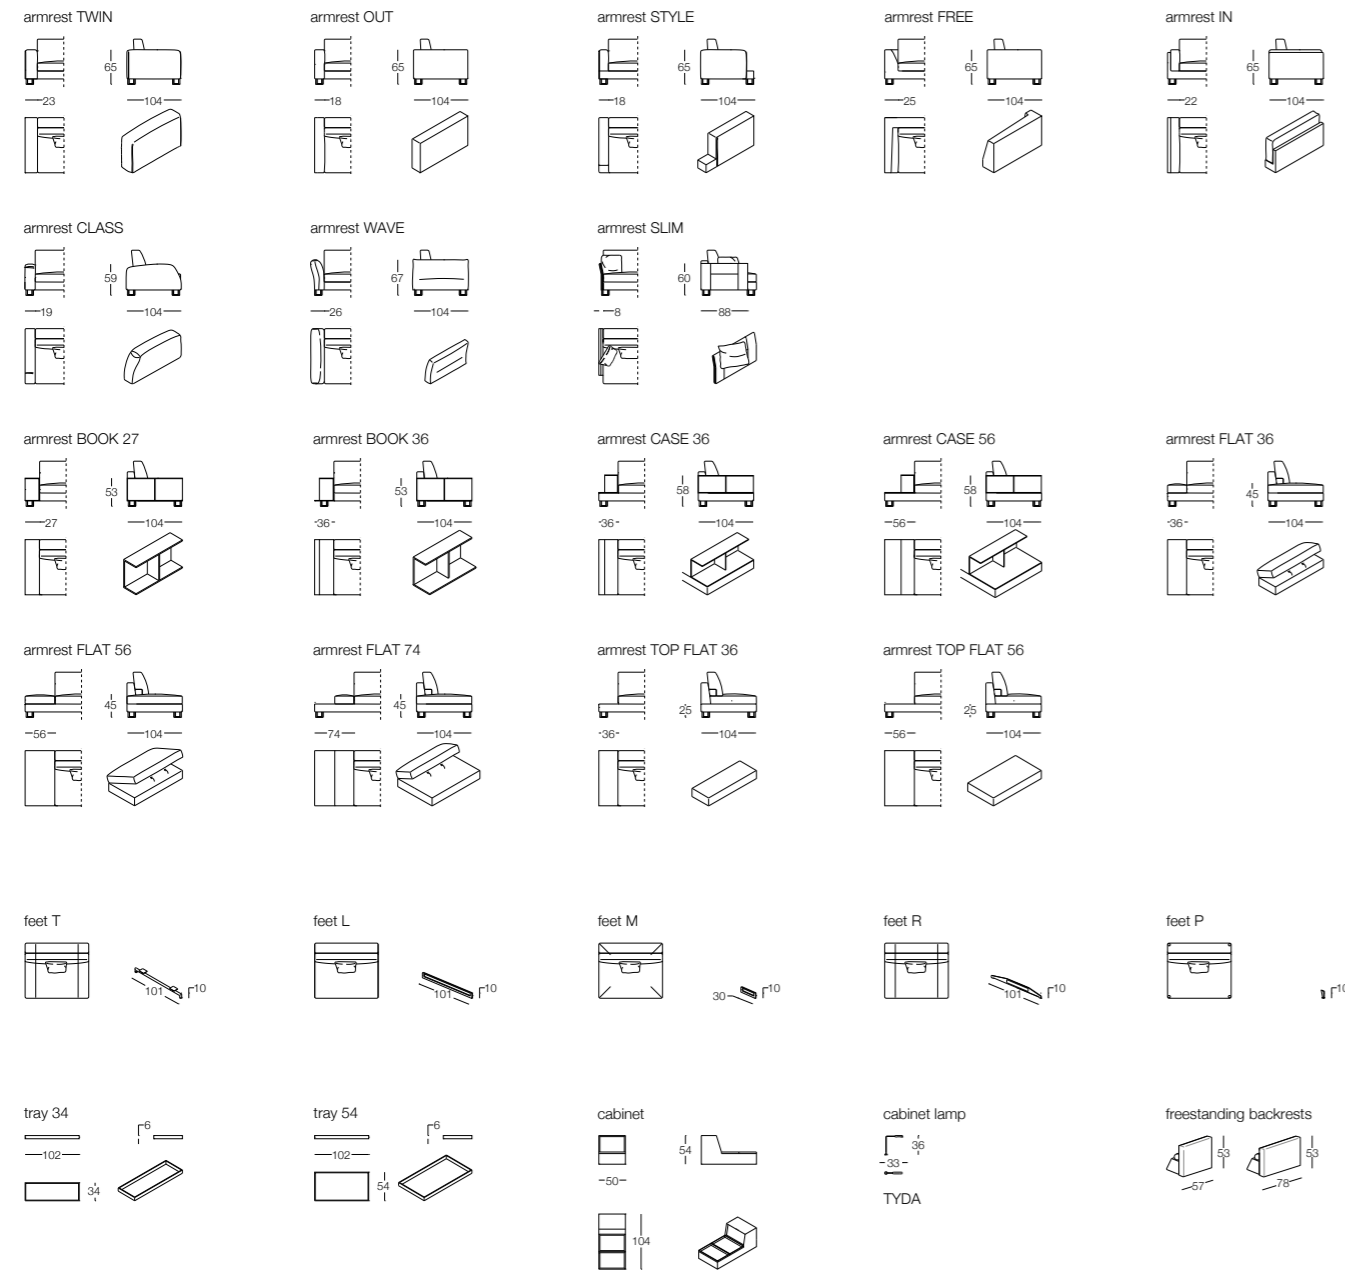 armrest TWIN
armrest OUT
armrest STYLE
armrest FREE
armrest IN
65
65
65
65
65
23
104
18
104
18
104
25
104
22
104
armrest CLASS
armrest WAVE
armrest SLIM
59
67
60
19
104
26
104
8
88
armrest BOOK 27
armrest BOOK 36
armrest CASE 36
armrest CASE 56
armrest FLAT 36
53
53
58
58
45
27
104
36
104
36
104
56
104
36
104
armrest FLAT 56
armrest FLAT 74
armrest TOP FLAT 36
armrest TOP FLAT 56
45
45
25
25
56
104
74
104
36
104
56
104
feet T
feet L
feet M
feet R
feet P
101
10
101
10
30
10
101
10
10
tray 34
tray 54
cabinet
cabinet lamp
freestanding backrests
6
102
34
6
102
54
54
50
104
36
33
TYDA
53
57
53
78